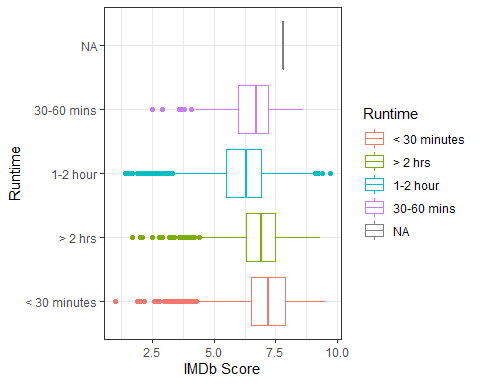 NA
30-60 mins
1-2 hour
> 2 hrs
< 30 minutes
Runtime
2.5 5.0 7.5 10.0
IMDb Score
Runtime
< 30 minutes
> 2 hrs
1-2 hour
30-60 mins
NA